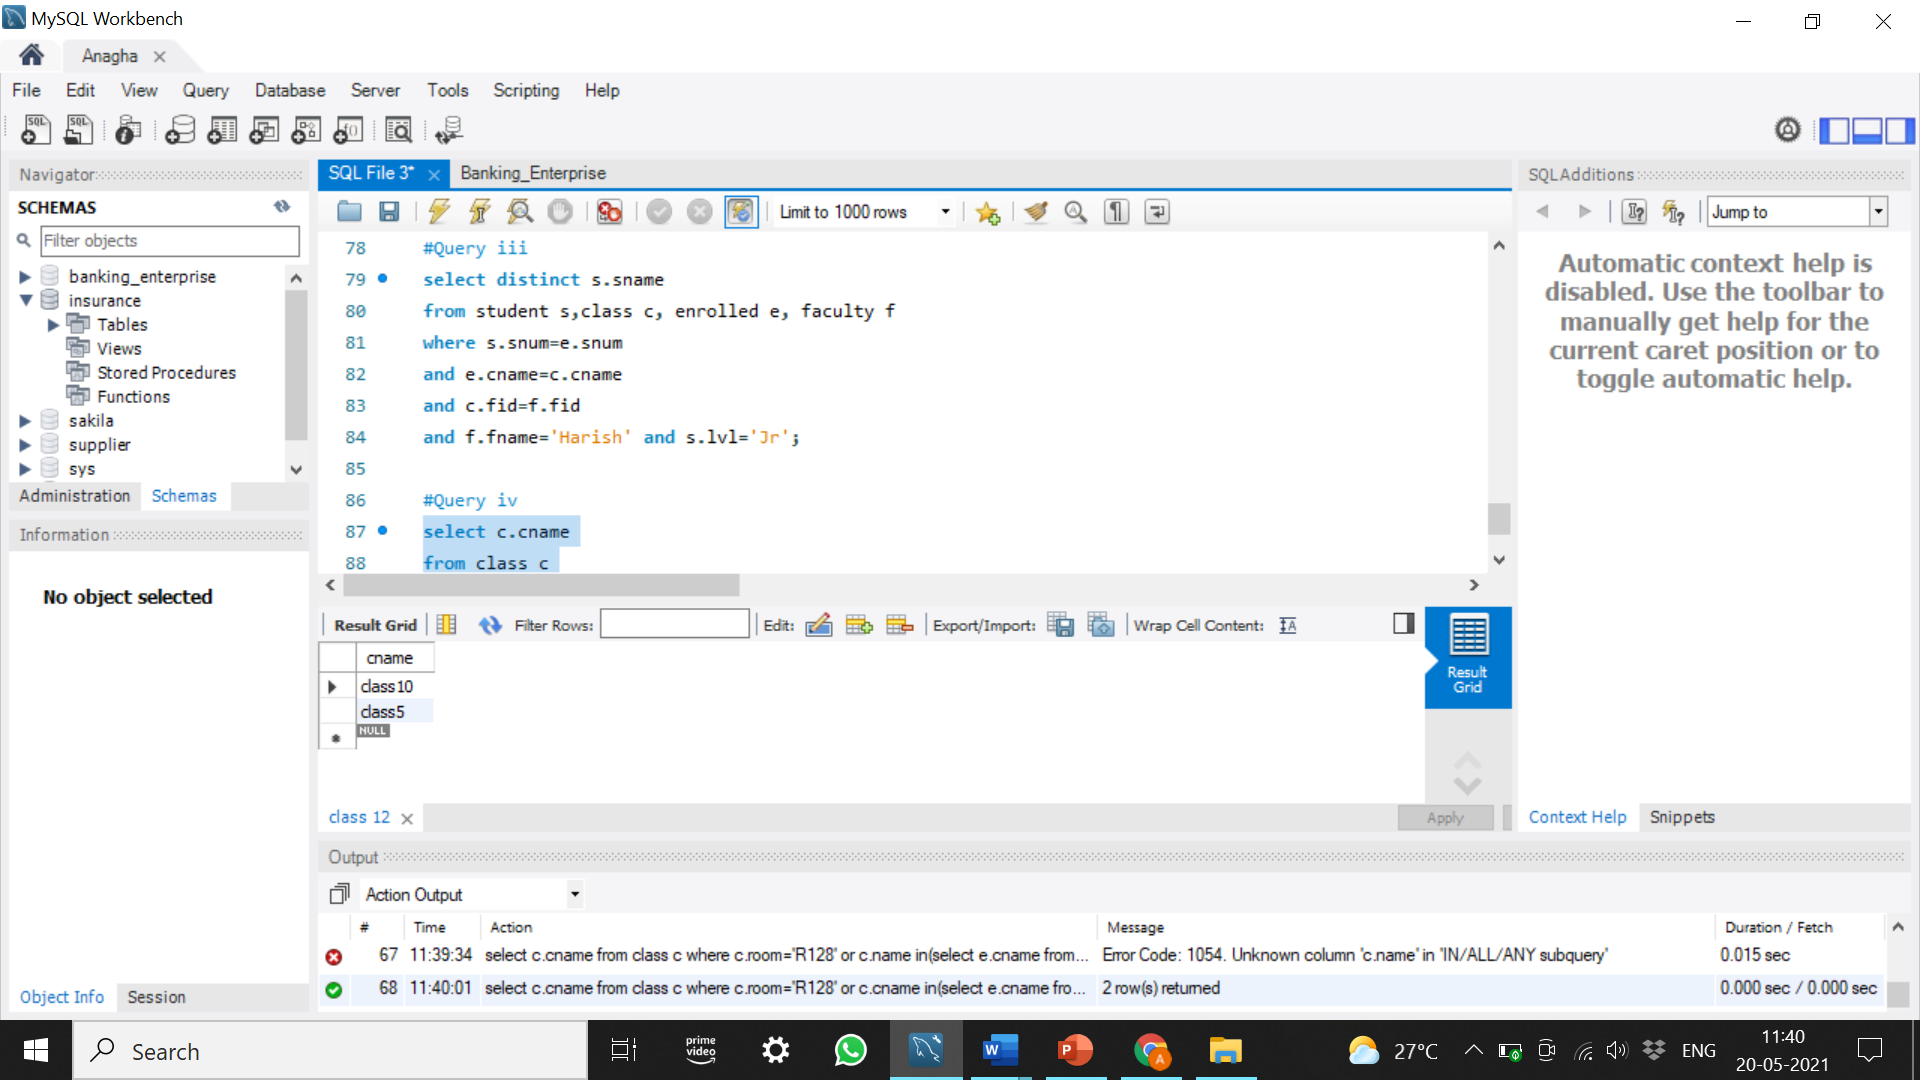 MySQL Workbench
Anagha
File Edit View Query Database Server Tools Scripting Help
Navigator
SCHEMAS
Filter objects
banking_enterprise
insurance
Tables
Views
Stored Procedures
Functions
sakila
supplier
sys
Administration Schemas
Information
No object selected
Object Info Session
SQL File 3* Banking_Enterprise
Limit to 1000 rows
78 #Query iii
79 select distinct s.sname
80 from student s,class c, enrolled e, faculty f
81 where s.snum=e.snum
82 and e.cname=c.cname
83 and c.fid=f.fid
84 and f.fname='Harish' and s.lvl='Jr';
85
86 #Query iv
87 select c.cname
88 from class c
Result Grid Filter Rows: Edit: Export/Import: Wrap Cell Content:
cname
class10
class5
NULL
Result
Grid
class 12
Apply
SQLAdditions
Jump to
Automatic context help is
disabled. Use the toolbar to
manually get help for the
current caret position or to
toggle automatic help.
Context Help Snippets
Output
Action Output
# Time Action Message Duration / Fetch
67 11:39:34 select c.cname from class c where c.room='R128' or c.name in(select e.cname from... Error Code: 1054. Unknown column 'c.name' in 'IN/ALL/ANY subquery' 0.015 sec
68 11:40:01 select c.cname from class c where c.room='R128' or c.cname in(select e.cname fro... 2 row(s) returned 0.000 sec / 0.000 sec
Search
prime
video
27°C
ENG
11:40
20-05-2021